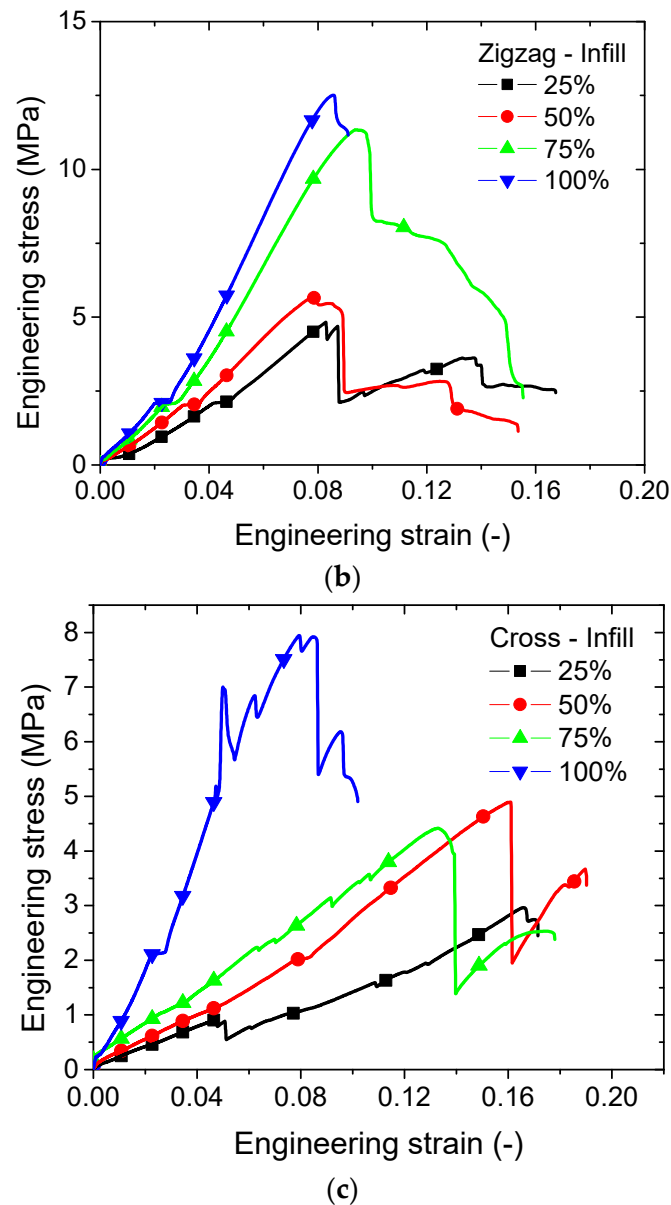 15
10
5
0
Engineering stress (MPa)
Zigzag - Infill
25%
50%
75%
100%
0.00 0.04 0.08 0.12 0.16 0.20
Engineering strain (-)
(b)
8
7
6
5
4
3
2
1
0
Engineering stress (MPa)
Cross - Infill
25%
50%
75%
100%
0.00 0.04 0.08 0.12 0.16 0.20
Engineering strain (-)
(c)